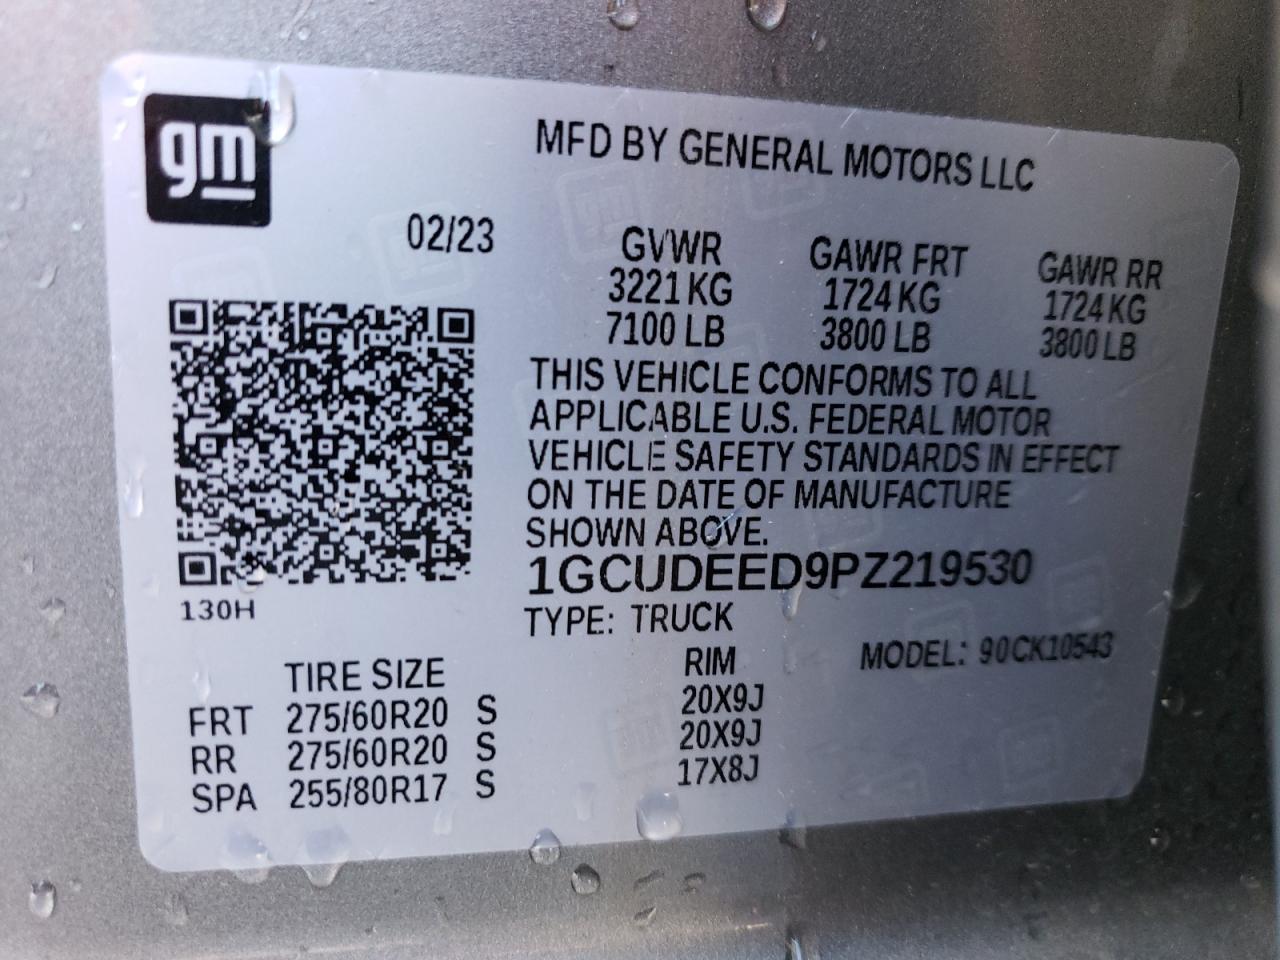 gm
MFD BY GENERAL MOTORS LLC
02/23
GVWR GAWR FRT GAWR RR
3221 KG 1724 KG 1724 KG
7100 LB 3800 LB 3800 LB
THIS VEHICLE CONFORMS TO ALL
APPLICABLE U.S. FEDERAL MOTOR
VEHICLE SAFETY STANDARDS IN EFFECT
ON THE DATE OF MANUFACTURE
SHOWN ABOVE.
1GCUDEED9PZ219530
130H
TYPE: TRUCK
MODEL: 90CK10543
TIRE SIZE RIM
FRT 275/60R20 S 20X9J
RR 275/60R20 S 20X9J
SPA 255/80R17 S 17X8J